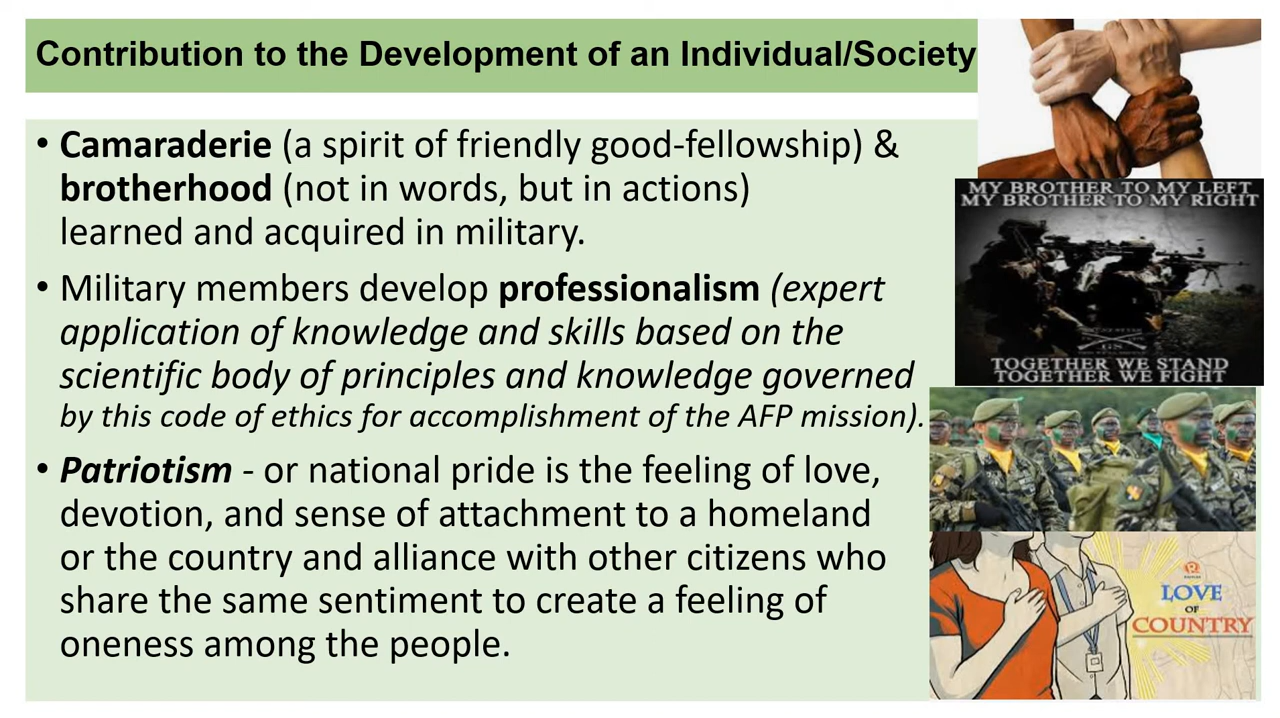 Contribution to the Development of an Individual/Society
• Camaraderie (a spirit of friendly good-fellowship) &
brotherhood (not in words, but in actions)
learned and acquired in military.
• Military members develop professionalism (expert
application of knowledge and skills based on the
scientific body of principles and knowledge governed
by this code of ethics for accomplishment of the AFP mission).
• Patriotism - or national pride is the feeling of love,
devotion, and sense of attachment to a homeland
or the country and alliance with other citizens who
share the same sentiment to create a feeling of
oneness among the people.
MY BROTHER TO MY LEFT
MY BROTHER TO MY RIGHT
TOGETHER WE STAND
TOGETHER WE FIGHT
LOVE
OF
COUNTRY